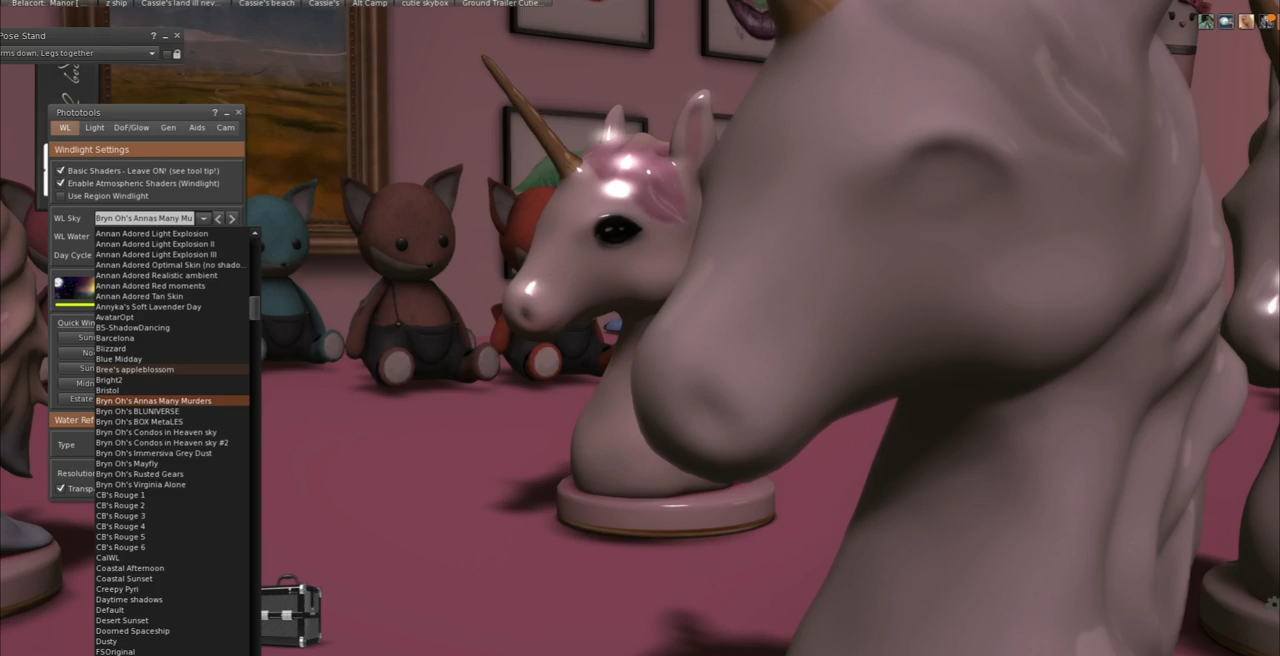 ..Belacort: Manor [...
z ship
Cassie's land ill nev...
Cassie's beach
Cassie's
Alt Camp
cutie skybox
Ground Trailer Cutie...
Pose Stand
?
rms down, Legs together
Phototools
?
WL Light DoF/Glow Gen Aids Cam
Windlight Settings
Basic Shaders - Leave ON! (see tool tip!)
Enable Atmospheric Shaders (Windlight)
Use Region Windlight
WL Sky Bryn Oh's Annas Many Mu
WL Water
Day Cycle
Quick Win
Sun
No
Sun
Midn
Estate
Water Ref
Type
Resolution
Transp
Annan Adored Light Explosion
Annan Adored Light Explosion II
Annan Adored Light Explosion III
Annan Adored Optimal Skin (no shado...
Annan Adored Realistic ambient
Annan Adored Red moments
Annan Adored Tan Skin
Annyka's Soft Lavender Day
AvatarOpt
B5-ShadowDancing
Barcelona
Blizzard
Blue Midday
Bree's appleblossom
Bright2
Bristol
Bryn Oh's Annas Many Murders
Bryn Oh's BLUNIVERSE
Bryn Oh's BOX MetaLES
Bryn Oh's Condos in Heaven sky
Bryn Oh's Condos in Heaven sky #2
Bryn Oh's Immersiva Grey Dust
Bryn Oh's Mayfly
Bryn Oh's Rusted Gears
Bryn Oh's Virginia Alone
CB's Rouge 1
CB's Rouge 2
CB's Rouge 3
CB's Rouge 4
CB's Rouge 5
CB's Rouge 6
CalWL
Coastal Afternoon
Coastal Sunset
Creepy Pyri
Daytime shadows
Default
Desert Sunset
Doomed Spaceship
Dusty
FSOriginal